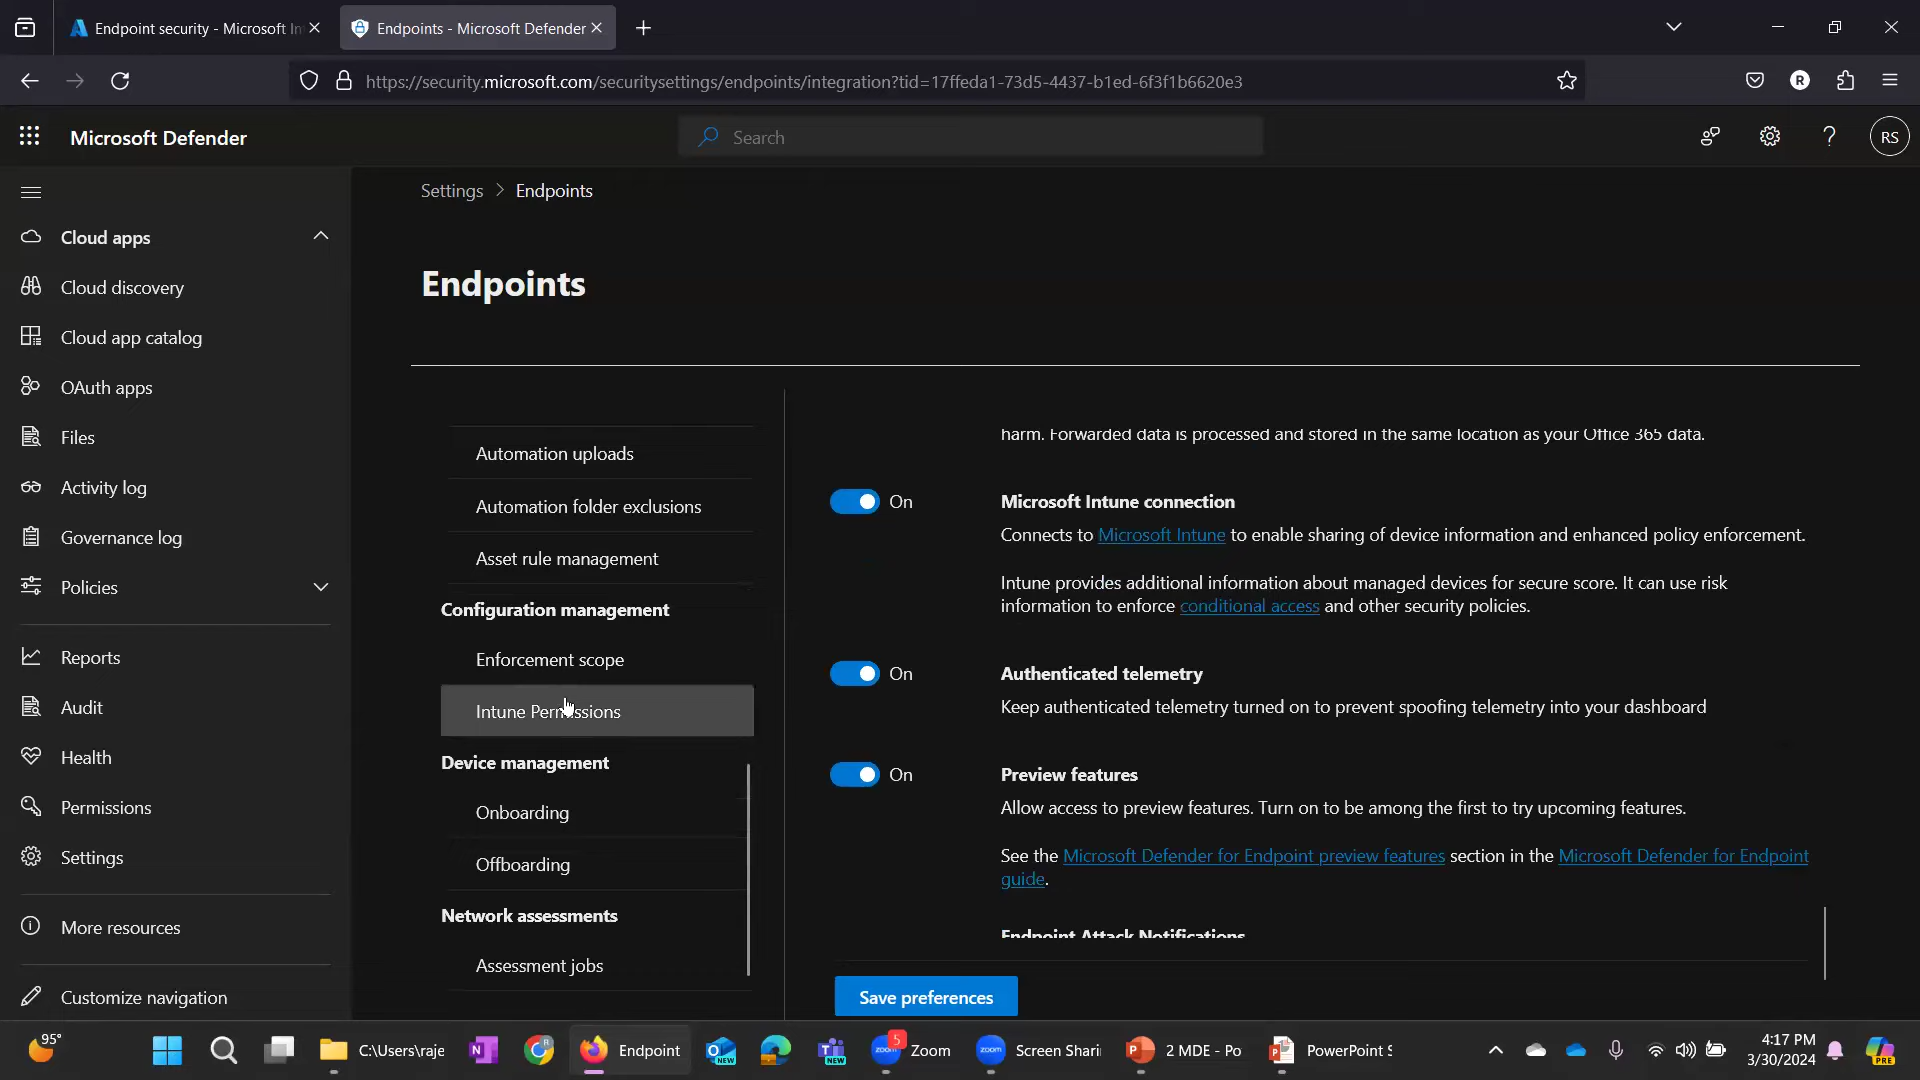 Endpoint security - Microsoft In
Endpoints - Microsoft Defender
https://security.microsoft.com/securitysettings/endpoints/integration?tid=17ffeda1-73d5-4437-b1ed-6f3f1b6620e3
R
Microsoft Defender
Search
RS
Cloud apps
Cloud discovery
Cloud app catalog
OAuth apps
Files
Activity log
Governance log
Policies
Reports
Audit
Health
Permissions
Settings
More resources
Customize navigation
Settings > Endpoints
Endpoints
Automation uploads
Automation folder exclusions
Asset rule management
Configuration management
Enforcement scope
Intune Permissions
Device management
Onboarding
Offboarding
Network assessments
Assessment jobs
harm. Forwarded data is processed and stored in the same location as your Office 365 data.
On
Microsoft Intune connection
Connects to Microsoft Intune to enable sharing of device information and enhanced policy enforcement.
Intune provides additional information about managed devices for secure score. It can use risk
information to enforce conditional access and other security policies.
On
Authenticated telemetry
Keep authenticated telemetry turned on to prevent spoofing telemetry into your dashboard
On
Preview features
Allow access to preview features. Turn on to be among the first to try upcoming features.
See the Microsoft Defender for Endpoint preview features section in the Microsoft Defender for Endpoint
guide.
Endpoint Attack Notifications
Save preferences
95°
C:\Users\raje
Endpoint
NEW
NEW
5
Zoom
zoom
Screen Shari
2 MDE - Po
PowerPoint S
4:17 PM
3/30/2024
PRE